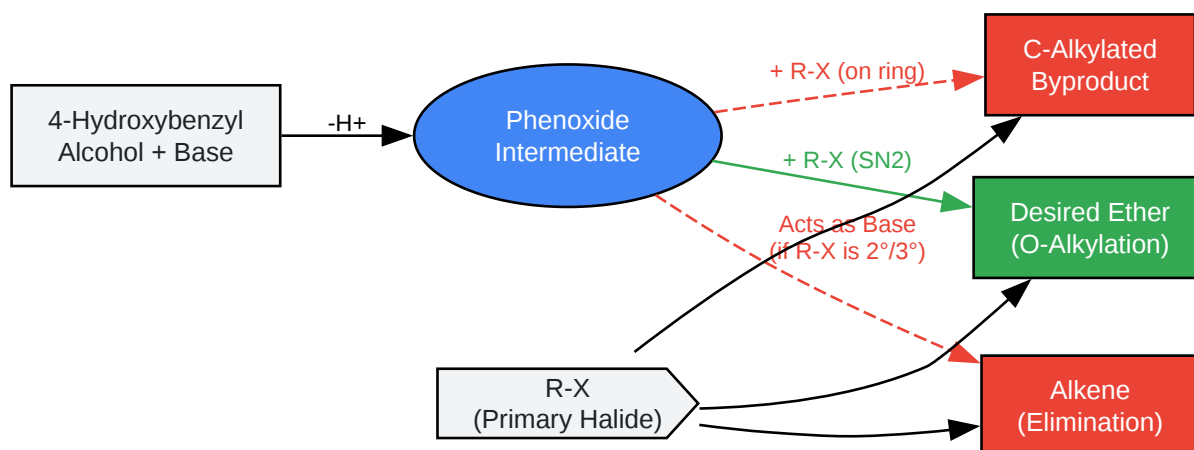 C-Alkylated
Byproduct
+ R-X (on ring)
4-Hydroxybenzyl
Alcohol + Base
-H+
Phenoxide
Intermediate
+ R-X (SN2)
Desired Ether
(O-Alkylation)
Acts as Base
(if R-X is 2°/3°)
R-X
(Primary Halide)
Alkene
(Elimination)